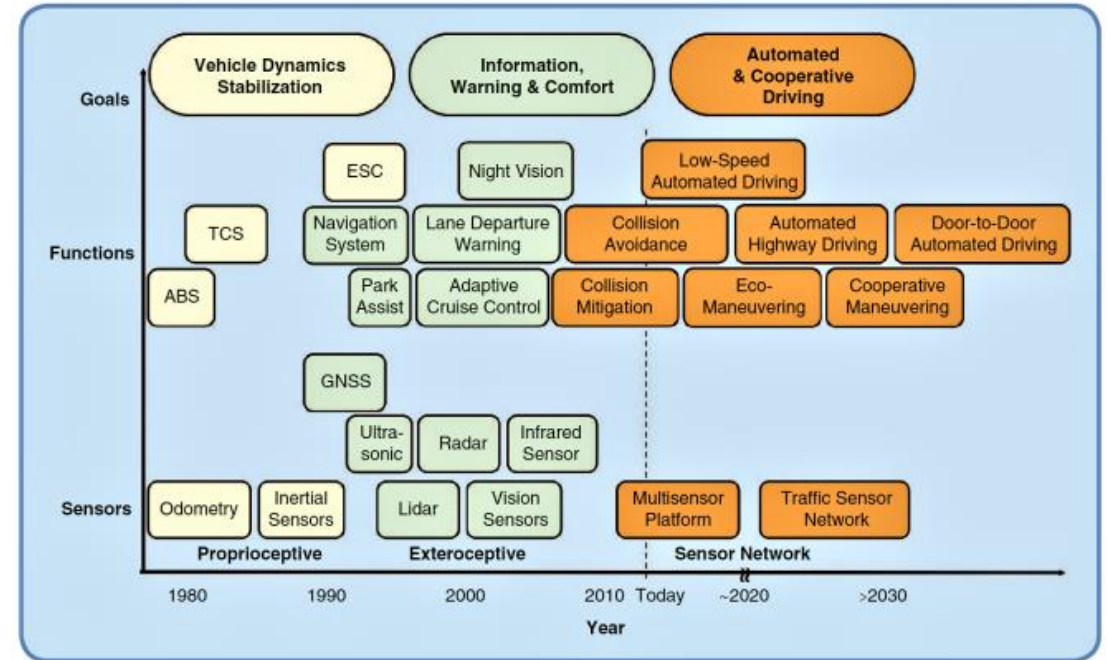 Goals
Vehicle Dynamics
Stabilization
Information,
Warning & Comfort
Automated
& Cooperative
Driving
Functions
ESC
Night Vision
Low-Speed
Automated Driving
TCS
Navigation
System
Lane Departure
Warning
Collision
Avoidance
Automated
Highway Driving
Door-to-Door
Automated Driving
ABS
Park
Assist
Adaptive
Cruise Control
Collision
Mitigation
Eco-
Maneuvering
Cooperative
Maneuvering
GNSS
Ultra-
sonic
Radar
Infrared
Sensor
Sensors
Odometry
Inertial
Sensors
Lidar
Vision
Sensors
Multisensor
Platform
Traffic Sensor
Network
Proprioceptive
Exteroceptive
Sensor Network
1980 1990 2000 2010 Today ~2020 >2030
Year